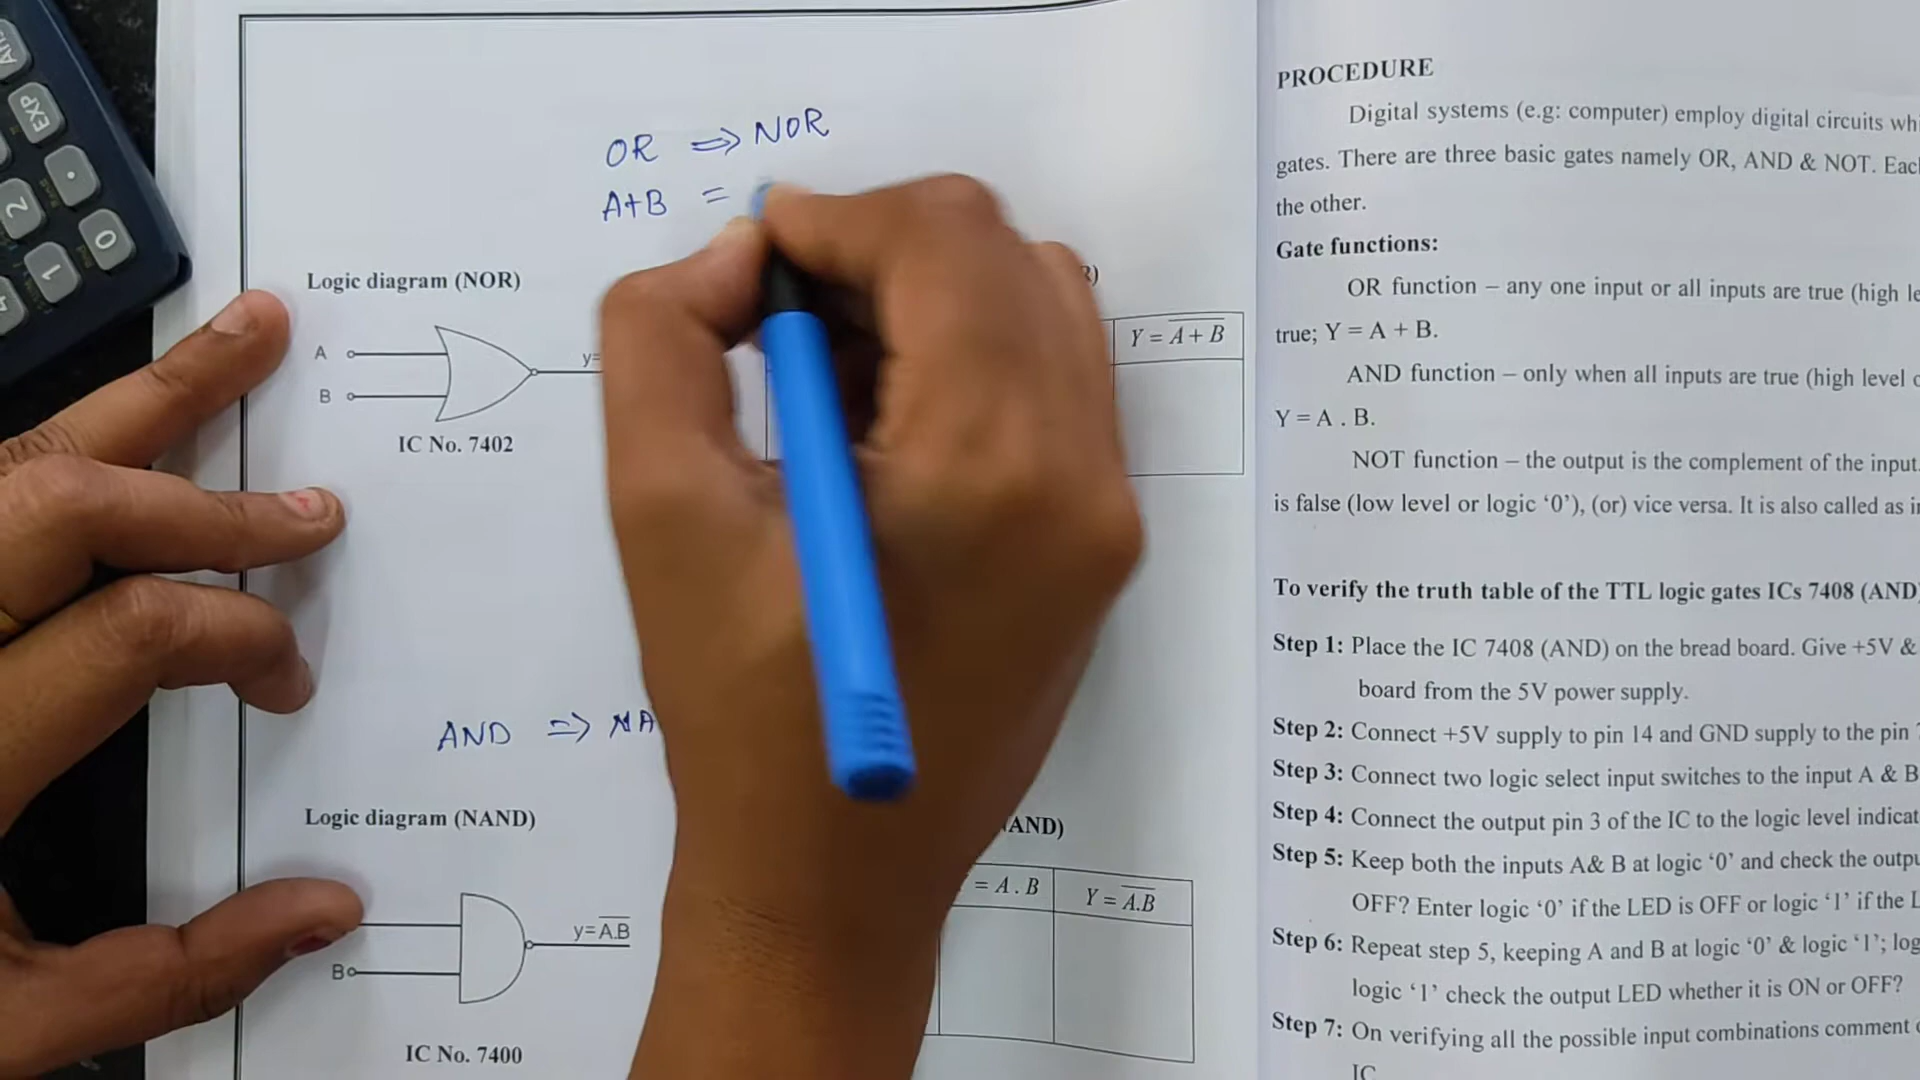 OR ⇒ NOR
A+B =
Logic diagram (NOR)
A
B
y=
IC No. 7402
Y = \overline{A + B}
AND ⇒ NA
Logic diagram (NAND)
B
y=\overline{A.B}
IC No. 7400
AND)
= A . B
Y = \overline{A.B}
PROCEDURE
Digital systems (e.g: computer) employ digital circuits
gates. There are three basic gates namely OR, AND & NOT.
the other.
Gate functions:
OR function – any one input or all inputs are true (high
true; Y = A + B.
AND function – only when all inputs are true (high level
Y = A . B.
NOT function – the output is the complement of the input.
is false (low level or logic ‘0’), (or) vice versa. It is also called as
To verify the truth table of the TTL logic gates ICs 7408 (AND)
Step 1: Place the IC 7408 (AND) on the bread board. Give +5V &
board from the 5V power supply.
Step 2: Connect +5V supply to pin 14 and GND supply to the pin
Step 3: Connect two logic select input switches to the input A & B
Step 4: Connect the output pin 3 of the IC to the logic level
Step 5: Keep both the inputs A& B at logic ‘0’ and check the
OFF? Enter logic ‘0’ if the LED is OFF or logic ‘1’ if the
Step 6: Repeat step 5, keeping A and B at logic ‘0’ & logic ‘1’;
logic ‘1’ check the output LED whether it is ON or OFF?
Step 7: On verifying all the possible input combinations comment
IC
EXP
.
2
0
1
4